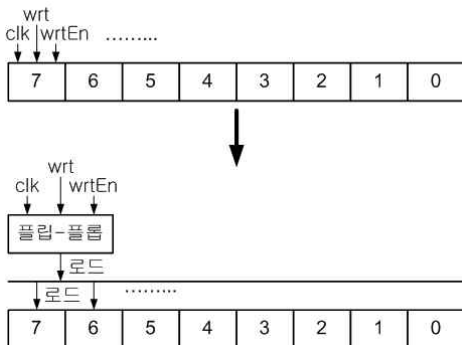 wrt
clk wrtEn ………
7 6 5 4 3 2 1 0
wrt
clk wrtEn
플립-플롭
로드
로드 ………
7 6 5 4 3 2 1 0